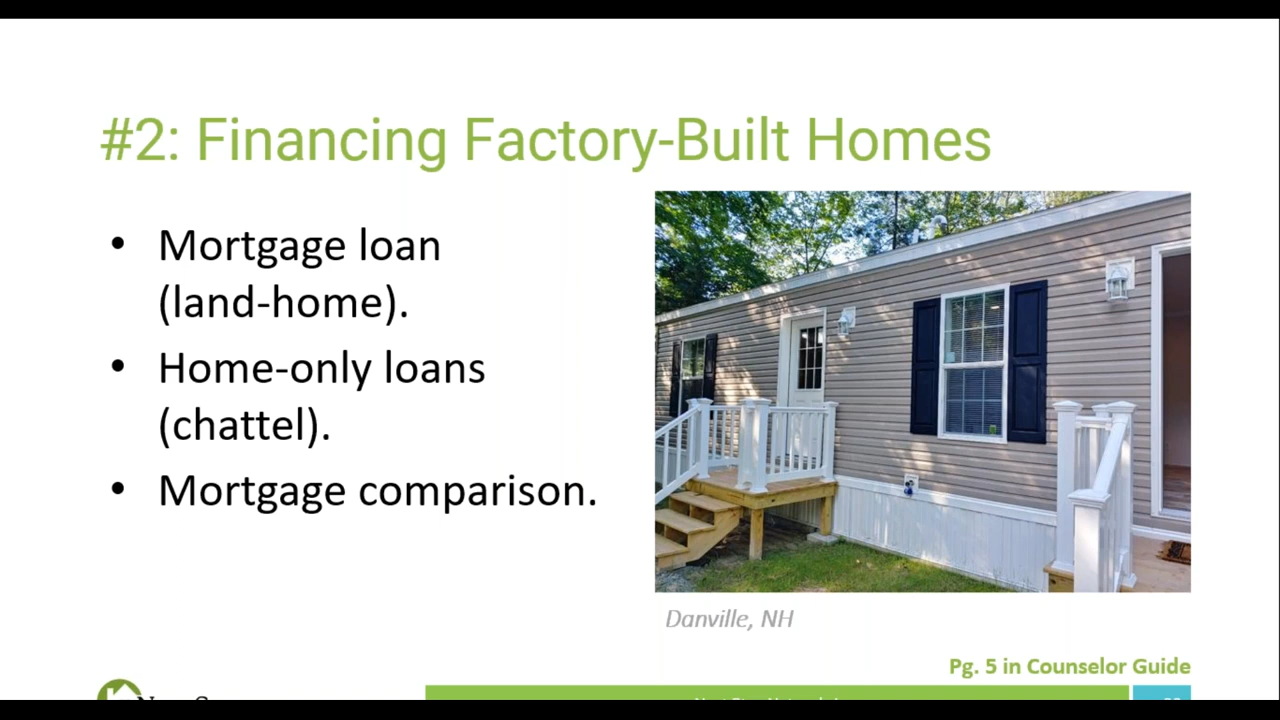 #2: Financing Factory-Built Homes
• Mortgage loan
(land-home).
• Home-only loans
(chattel).
• Mortgage comparison.
Danville, NH
Pg. 5 in Counselor Guide